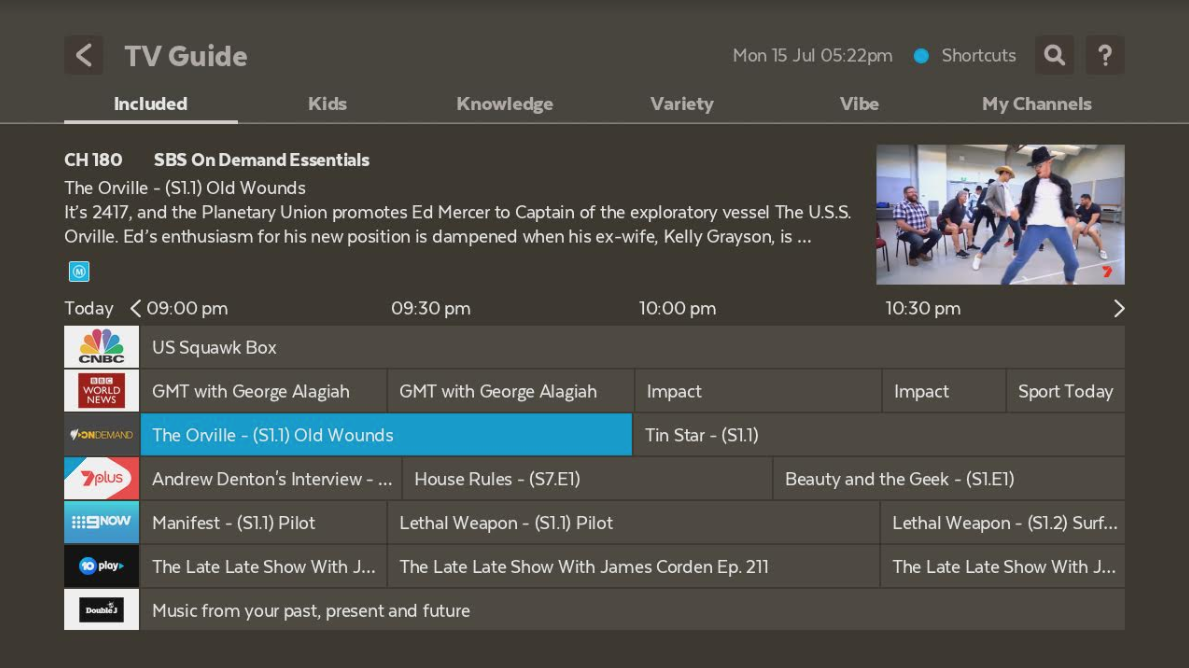 TV Guide
Mon 15 Jul 05:22pm
Shortcuts
?
Included
Kids
Knowledge
Variety
Vibe
My Channels
CH 180 SBS On Demand Essentials
The Orville - (S1.1) Old Wounds
It's 2417, and the Planetary Union promotes Ed Mercer to Captain of the exploratory vessel The U.S.S.
Orville. Ed's enthusiasm for his new position is dampened when his ex-wife, Kelly Grayson, is ...
M
7
Today
09:00 pm
09:30 pm
10:00 pm
10:30 pm
CNBC
US Squawk Box
BBC
WORLD
NEWS
GMT with George Alagiah
GMT with George Alagiah
Impact
Impact
Sport Today
ONDEMAND
The Orville - (S1.1) Old Wounds
Tin Star - (S1.1)
7plus
Andrew Denton's Interview - ...
House Rules - (S7.E1)
Beauty and the Geek - (S1.E1)
9NOW
Manifest - (S1.1) Pilot
Lethal Weapon - (S1.1) Pilot
Lethal Weapon - (S1.2) Surf...
10 play
The Late Late Show With J...
The Late Late Show With James Corden Ep. 211
The Late Late Show With J...
Double J
Music from your past, present and future